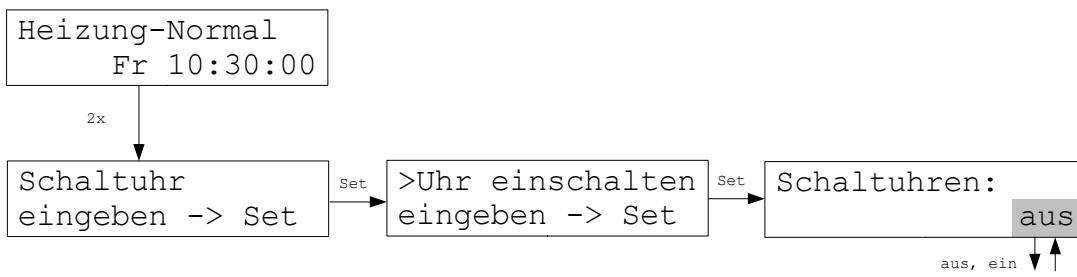 Heizung-Normal
Fr 10:30:00
2x
Schaltuhr
eingeben -> Set
Set
>Uhr einschalten
eingeben -> Set
Set
Schaltuhren:
aus
aus, ein